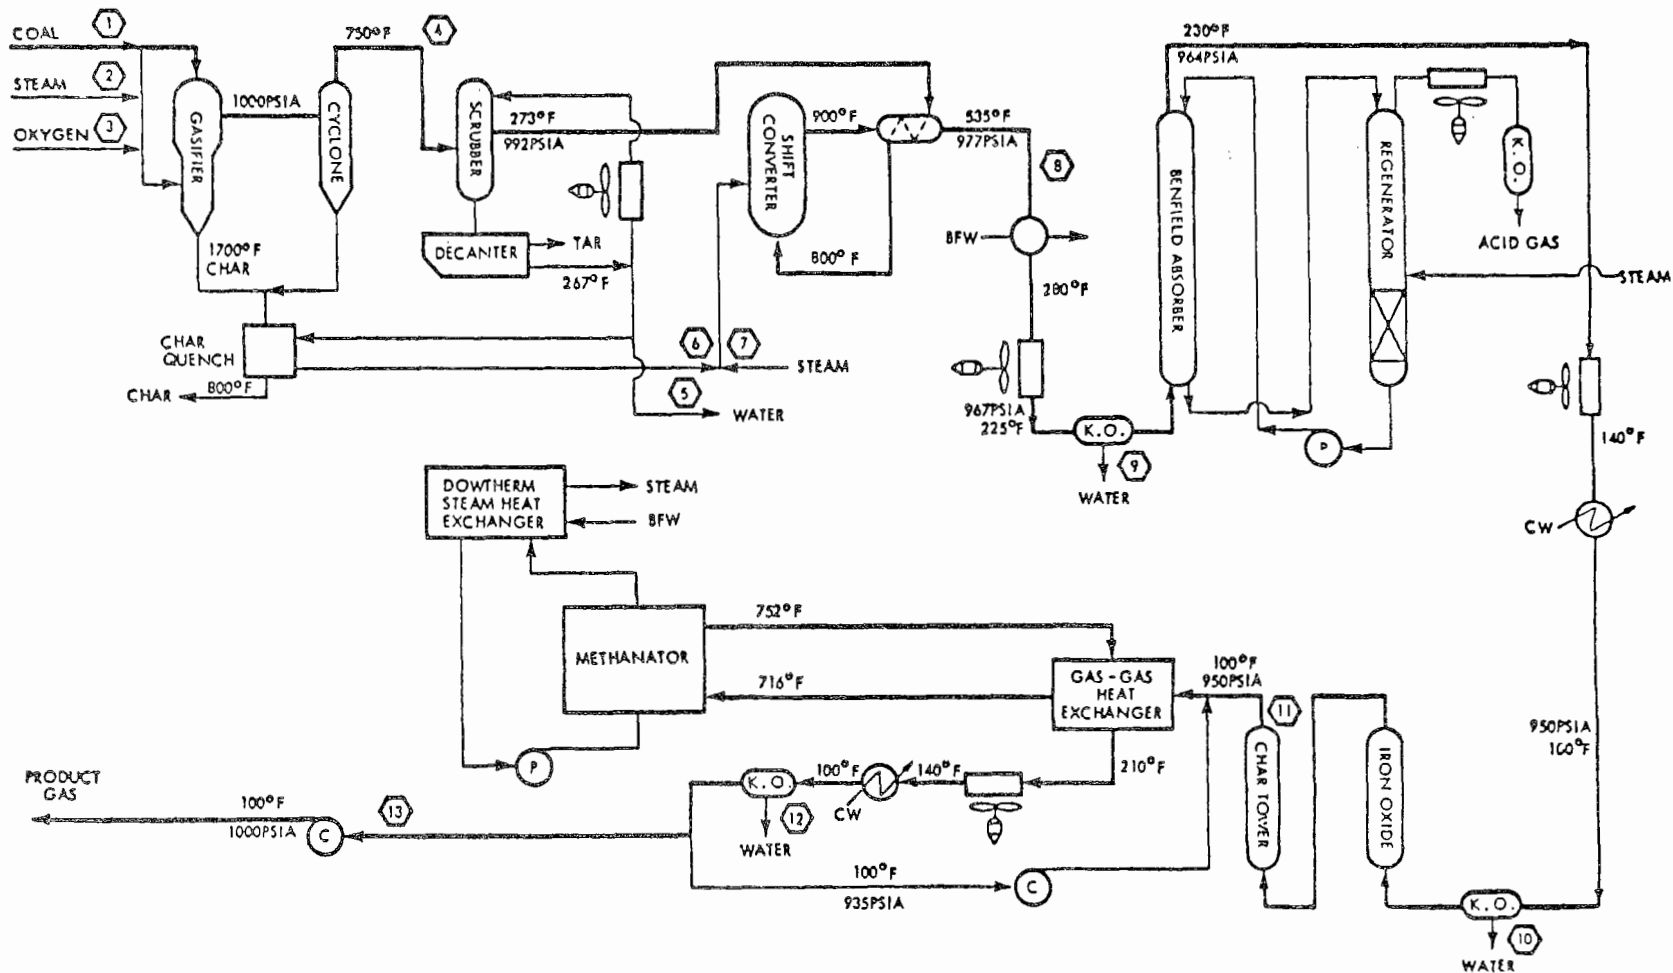 COAL
1
STEAM
2
OXYGEN
3
GASIFIER
1000PSIA
CYCLONE
750°F
4
SCRUBBER
273°F
992PSIA
DECANTER
TAR
267°F
1700°F
CHAR
CHAR
QUENCH
CHAR
800°F
6
7
STEAM
5
WATER
SHIFT
CONVERTER
900°F
800°F
535°F
977PSIA
8
BFW
280°F
967PSIA
225°F
K.O.
9
WATER
230°F
964PSIA
BENFIELD ABSORBER
REGENERATOR
K.O.
ACID GAS
STEAM
P
140°F
CW
950PSIA
100°F
K.O.
10
WATER
IRON OXIDE
CHAR TOWER
11
100°F
950PSIA
GAS-GAS
HEAT
EXCHANGER
752°F
716°F
METHANATOR
DOWTHERM
STEAM HEAT
EXCHANGER
STEAM
BFW
P
210°F
140°F
CW
100°F
K.O.
12
WATER
100°F
935PSIA
C
13
C
100°F
1000PSIA
PRODUCT
GAS